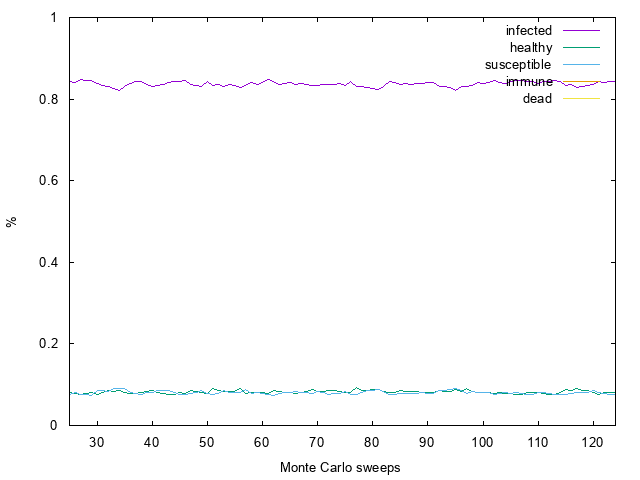 1
0.8
0.6
0.4
0.2
0
%
infected
healthy
susceptible
immune
dead
30 40 50 60 70 80 90 100 110 120
Monte Carlo sweeps